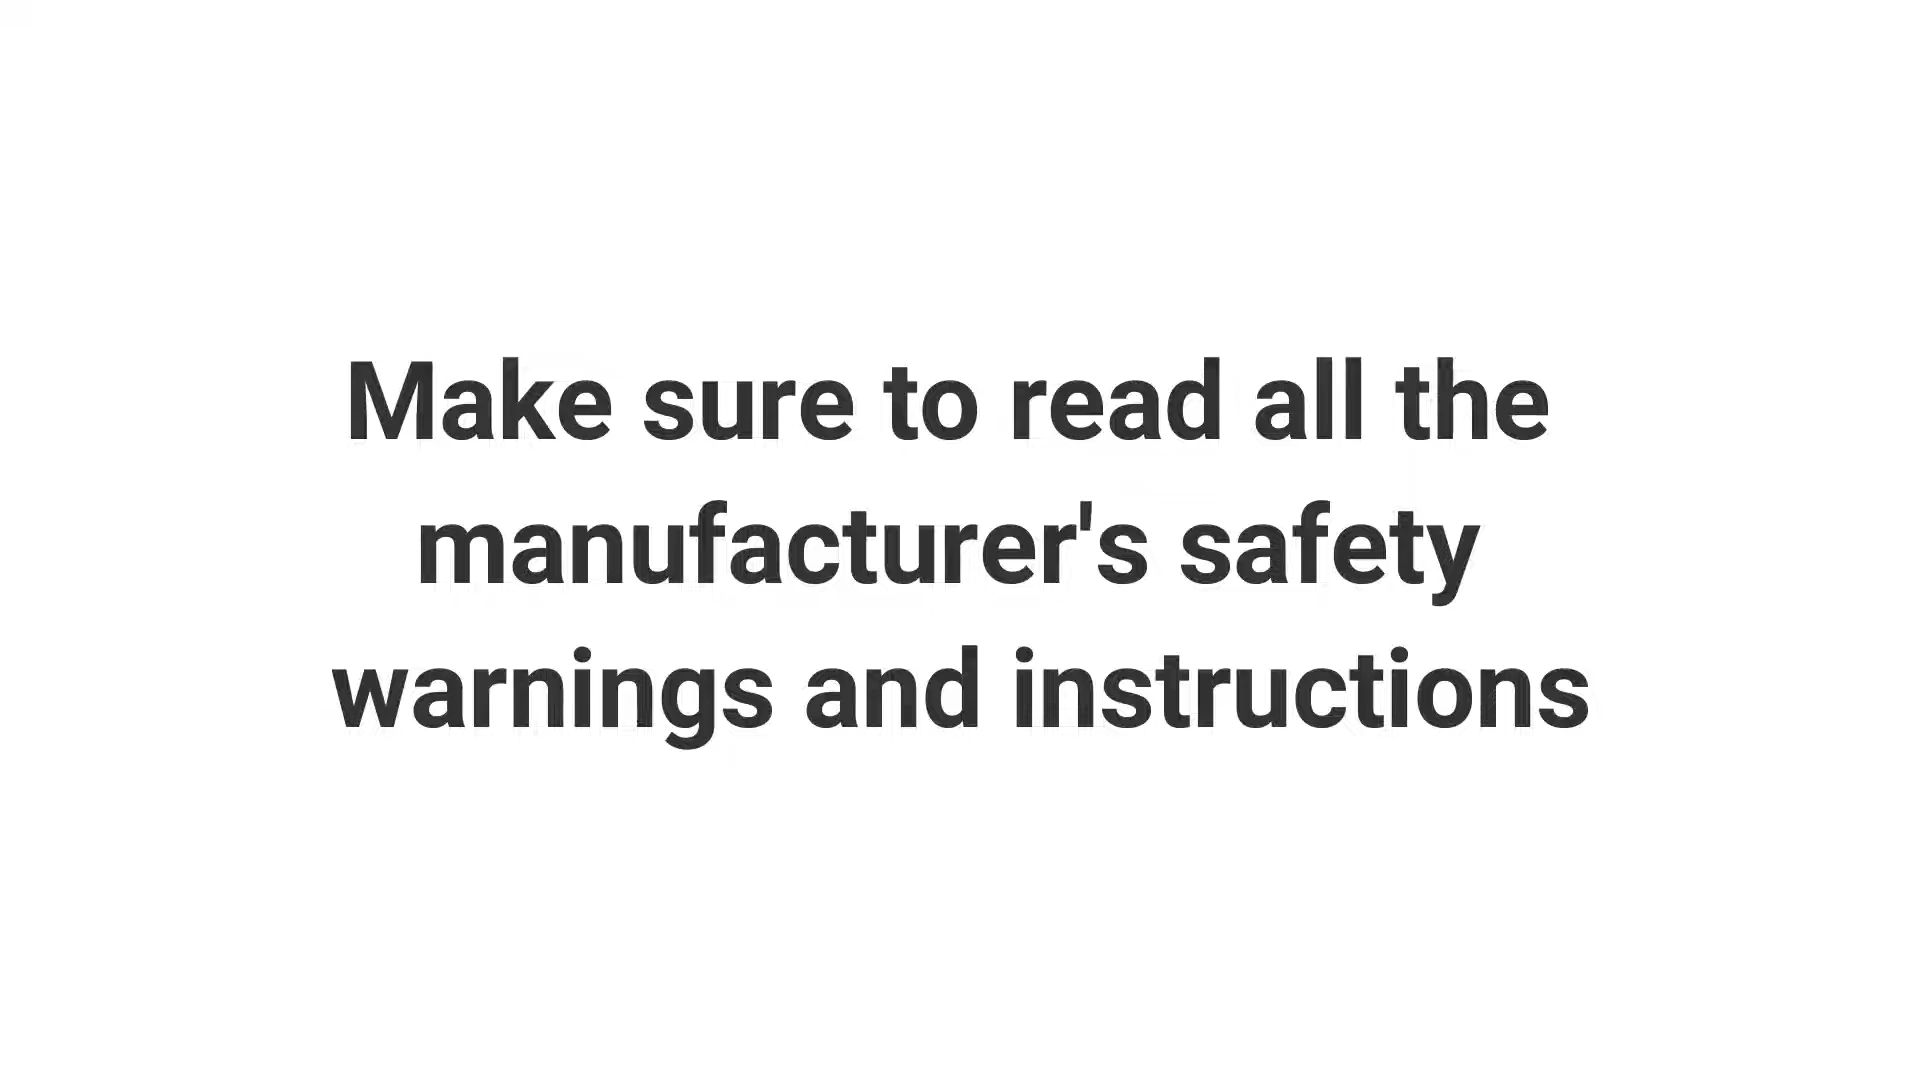 Make sure to read all the
manufacturer's safety
warnings and instructions